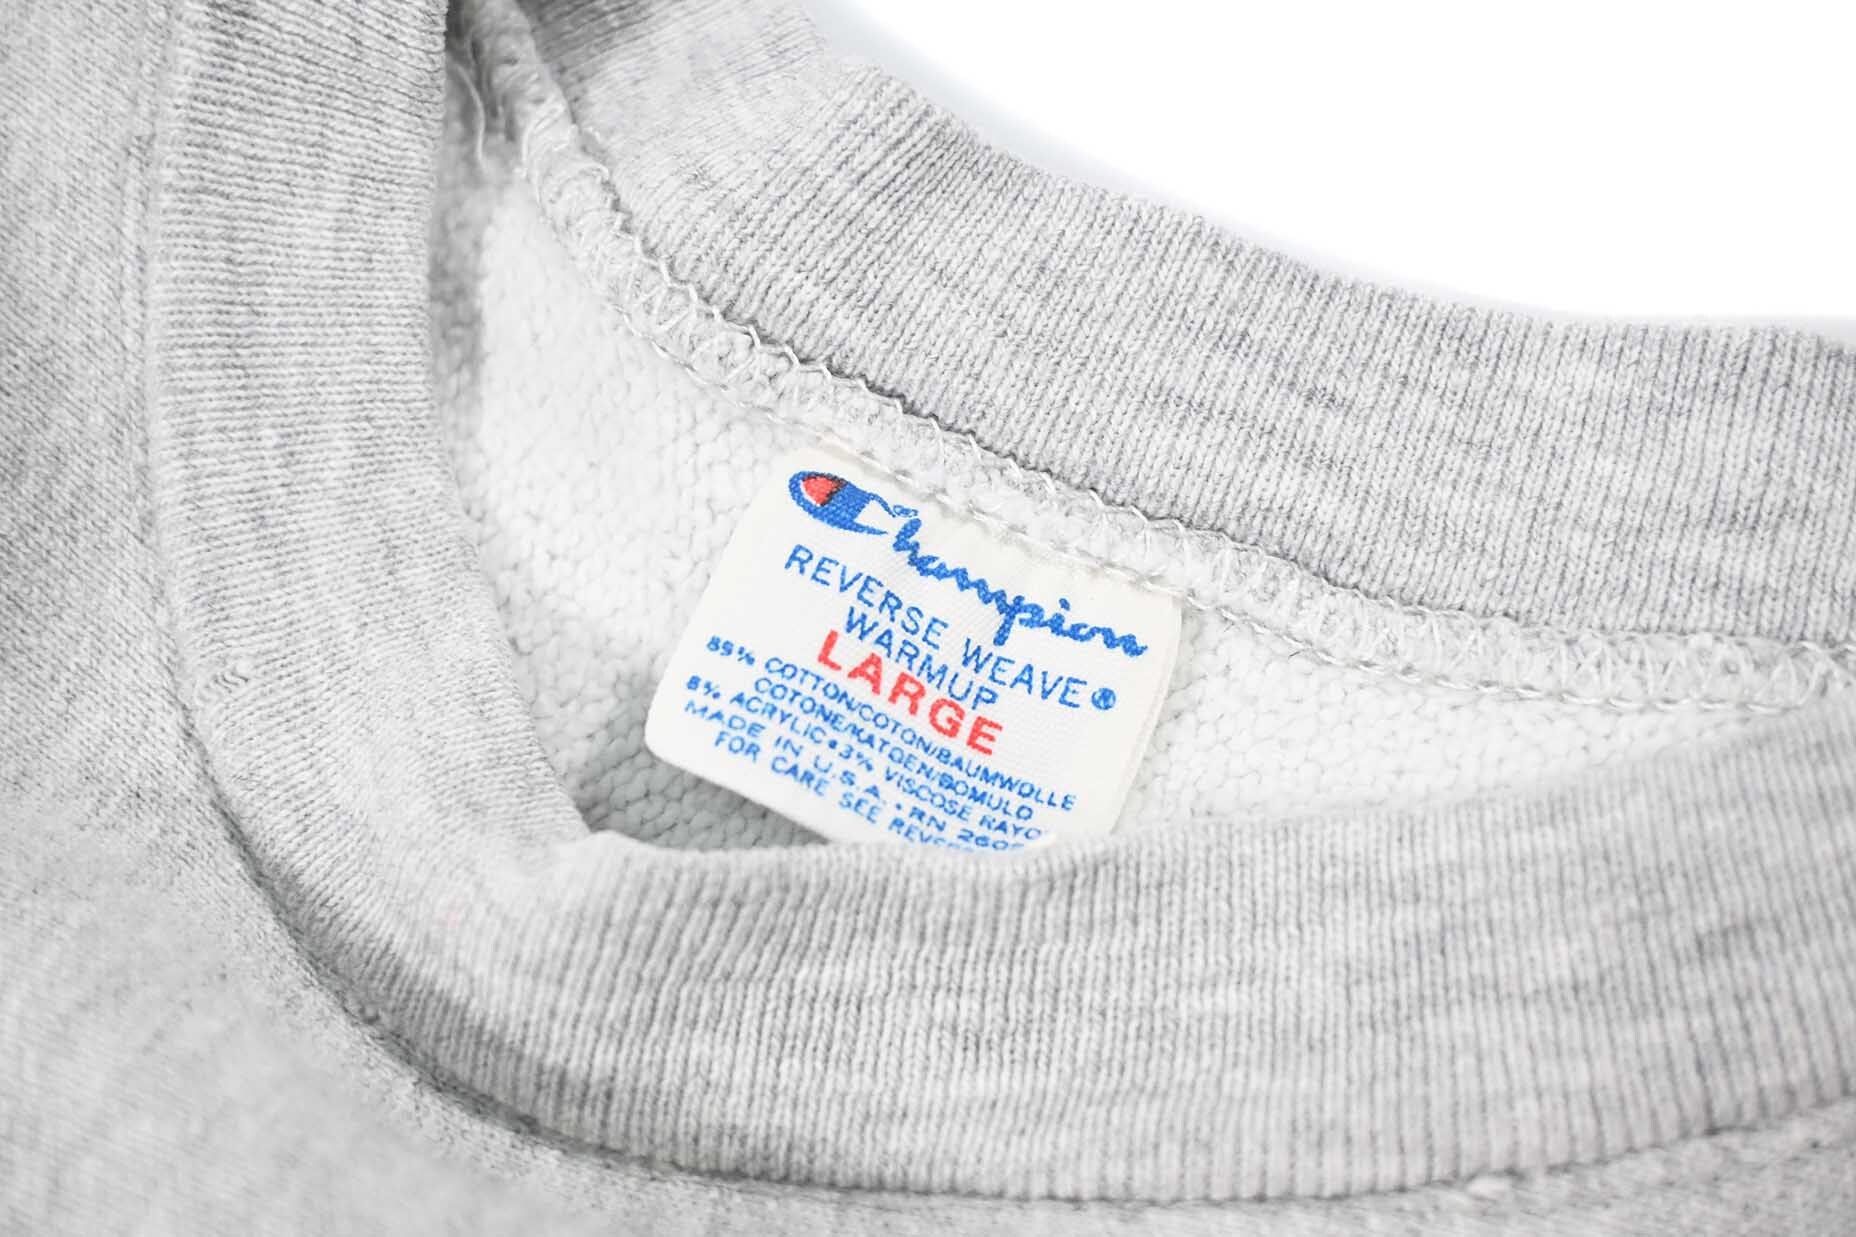 Champion
REVERSE WEAVE®
WARMUP
LARGE
89% COTTON/COTON/BAUMWOLLE
COTONE/KATOEN/BOMULD
8% ACRYLIC • 3% VISCOSE
MADE IN U.S.A. • RN
FOR CARE SEE